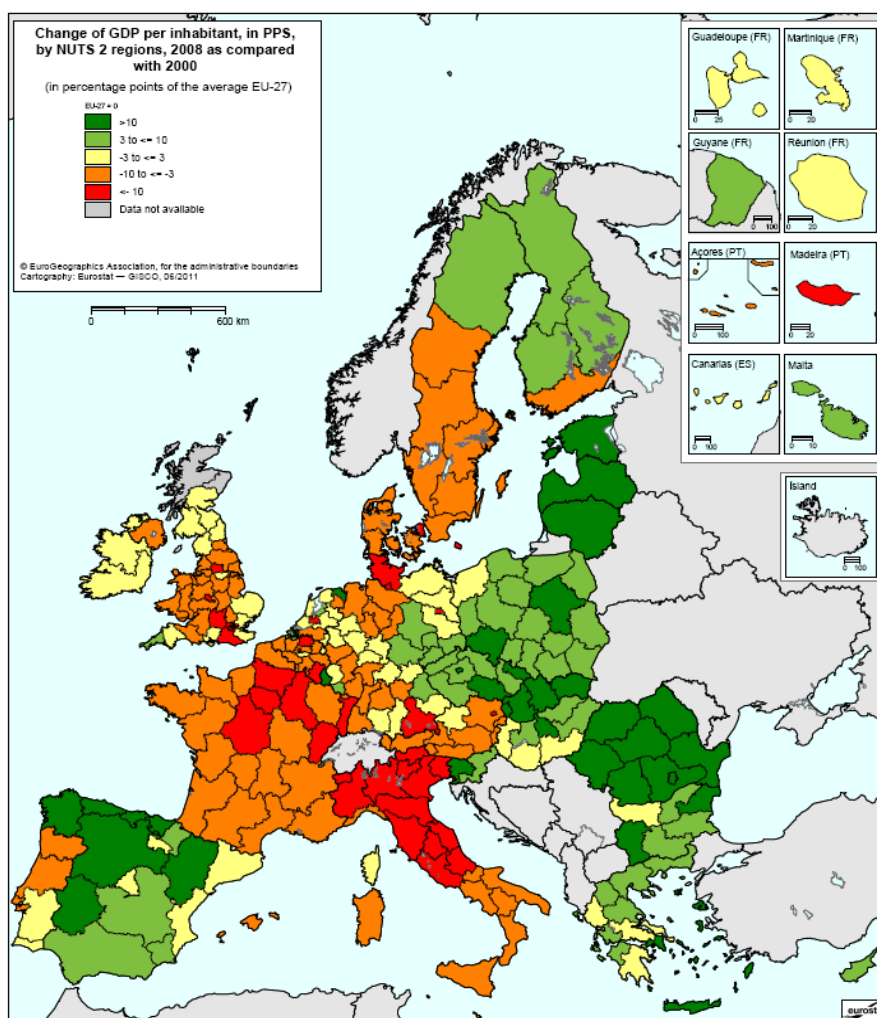 Change of GDP per inhabitant, in PPS,
by NUTS 2 regions, 2008 as compared
with 2000
(in percentage points of the average EU-27)
EU-27 = 0
>10
3 to <= 10
-3 to <= 3
-10 to <= -3
<- 10
Data not available
© EuroGeographics Association, for the administrative boundaries
Cartography: Eurostat — GISCO, 06/2011
0 600 km
Guadeloupe (FR)
0 25
Martinique (FR)
0 20
Guyane (FR)
0 100
Réunion (FR)
0 20
Açores (PT)
0 100
Madeira (PT)
0 20
Canarias (ES)
0 100
Malta
0 10
Ísland
0 100
eurost